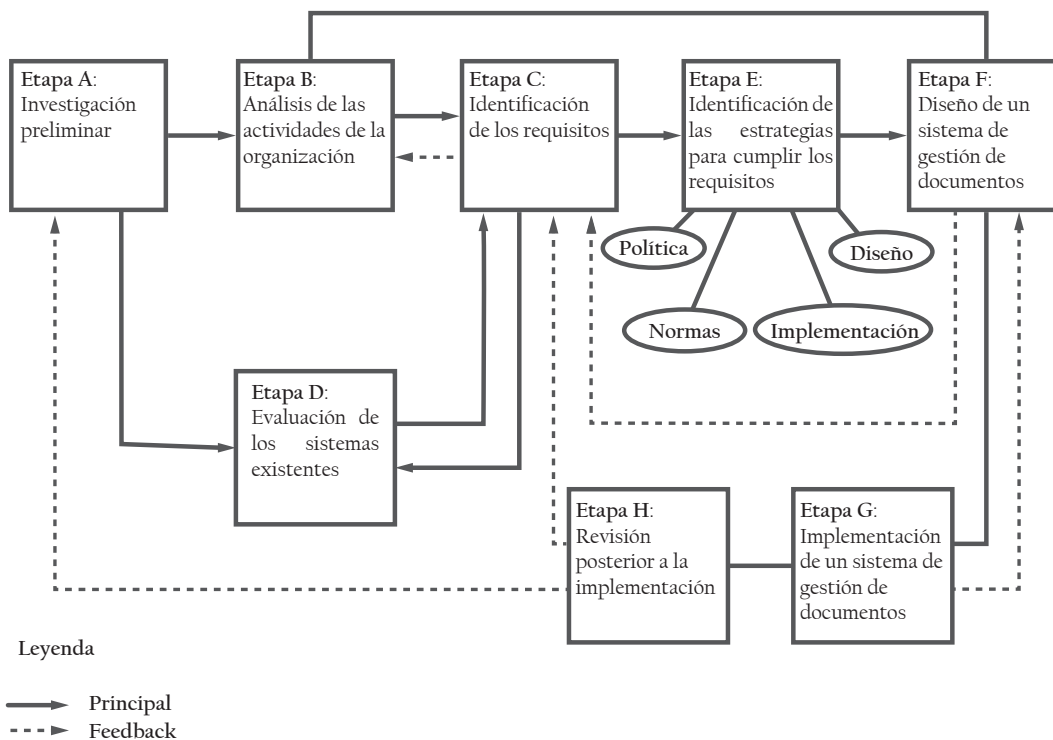 Etapa A:
Investigación
preliminar
Etapa B:
Análisis de las
actividades de la
organización
Etapa C:
Identificación
de los requisitos
Etapa E:
Identificación de
las estrategias
para cumplir los
requisitos
Etapa F:
Diseño de un
sistema de
gestión de
documentos
Política
Diseño
Normas
Implementación
Etapa D:
Evaluación de
los sistemas
existentes
Etapa H:
Revisión
posterior a la
implementación
Etapa G:
Implementación
de un sistema de
gestión de
documentos
Leyenda
Principal
Feedback